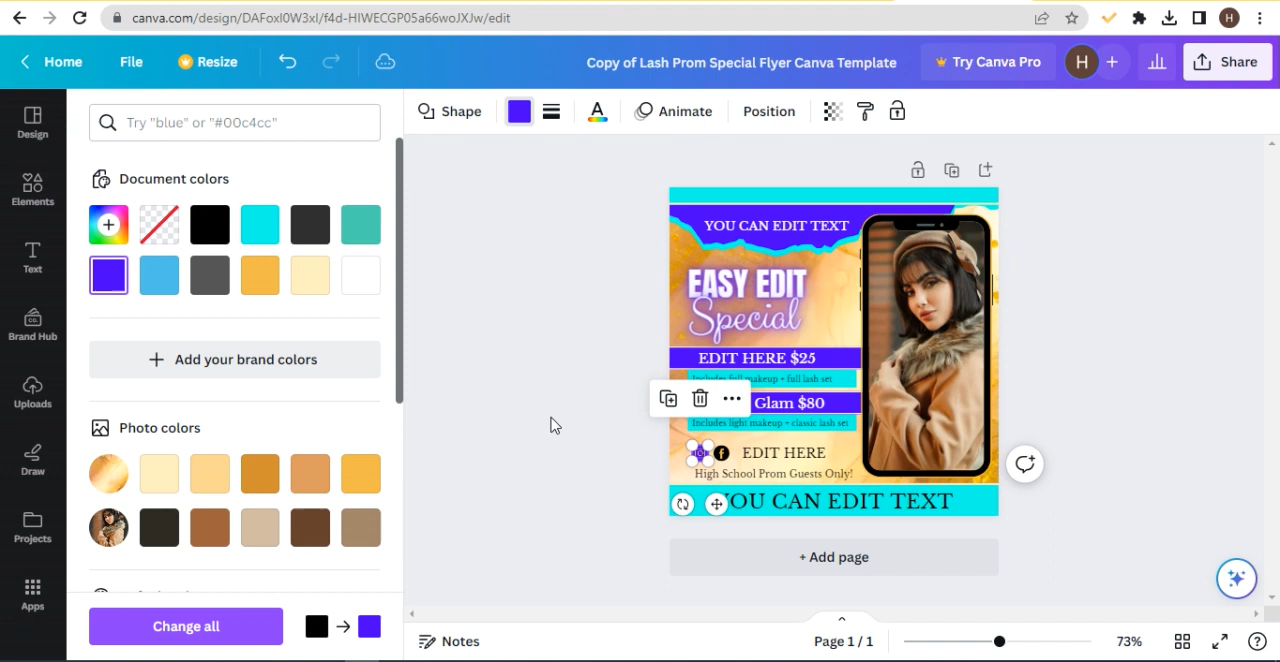 canva.com/design/DAFoxI0W3xI/f4d-HIWECGP05a66woJXJw/edit
H
Home
File
Resize
Copy of Lash Prom Special Flyer Canva Template
H
Try Canva Pro
Share
Design
Elements
Text
Brand Hub
CO.
Uploads
Draw
Projects
Apps
Try "blue" or "#00c4cc"
Document colors
Add your brand colors
Photo colors
Change all
Shape
A
Animate
Position
YOU CAN EDIT TEXT
EASY EDIT
Special
EDIT HERE $25
Includes full makeup + full lash set
Glam $80
Includes light makeup + classic lash set
EDIT HERE
High School Prom Guests Only!
YOU CAN EDIT TEXT
+ Add page
Notes
Page 1 / 1
73%